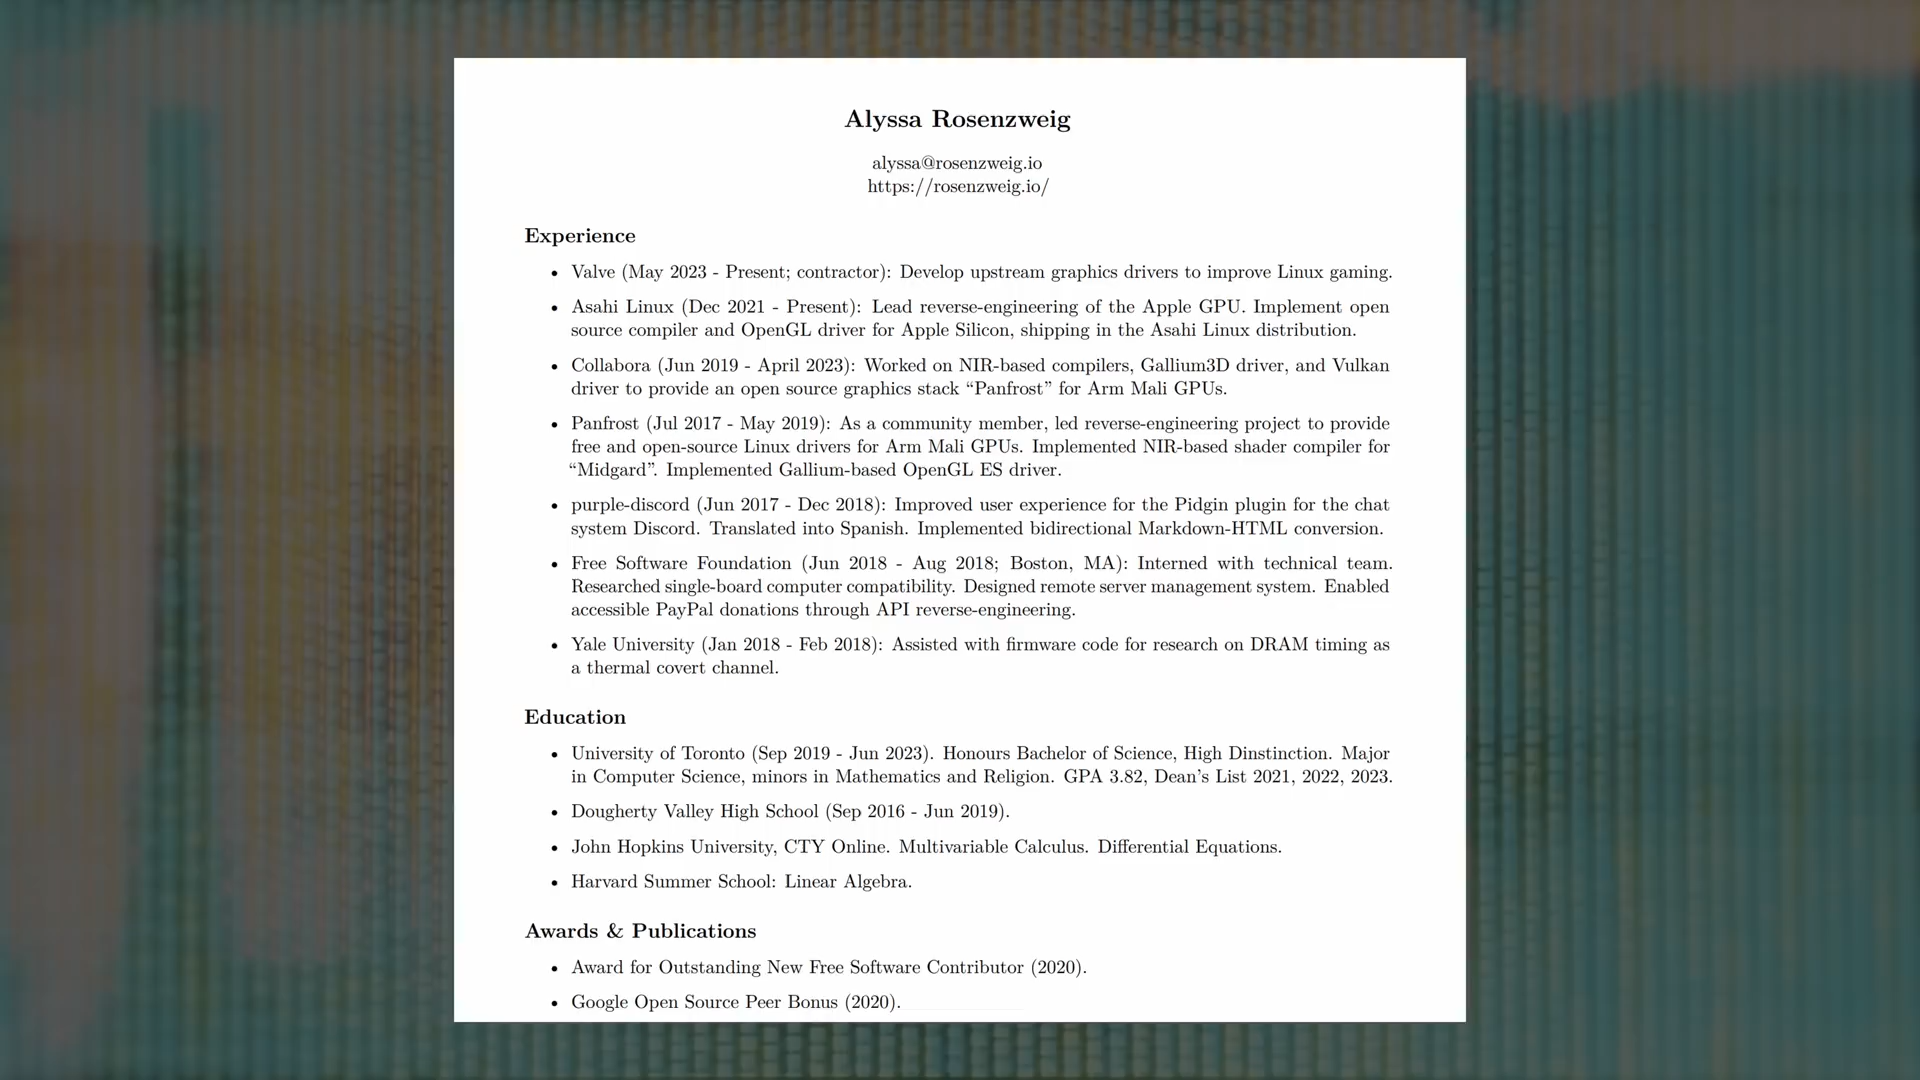 Alyssa Rosenzweig
alyssa@rosenzweig.io
https://rosenzweig.io/
Experience
• Valve (May 2023 - Present; contractor): Develop upstream graphics drivers to improve Linux gaming.
• Asahi Linux (Dec 2021 - Present): Lead reverse-engineering of the Apple GPU. Implement open
source compiler and OpenGL driver for Apple Silicon, shipping in the Asahi Linux distribution.
• Collabora (Jun 2019 - April 2023): Worked on NIR-based compilers, Gallium3D driver, and Vulkan
driver to provide an open source graphics stack “Panfrost” for Arm Mali GPUs.
• Panfrost (Jul 2017 - May 2019): As a community member, led reverse-engineering project to provide
free and open-source Linux drivers for Arm Mali GPUs. Implemented NIR-based shader compiler for
“Midgard”. Implemented Gallium-based OpenGL ES driver.
• purple-discord (Jun 2017 - Dec 2018): Improved user experience for the Pidgin plugin for the chat
system Discord. Translated into Spanish. Implemented bidirectional Markdown-HTML conversion.
• Free Software Foundation (Jun 2018 - Aug 2018; Boston, MA): Interned with technical team.
Researched single-board computer compatibility. Designed remote server management system. Enabled
accessible PayPal donations through API reverse-engineering.
• Yale University (Jan 2018 - Feb 2018): Assisted with firmware code for research on DRAM timing as
a thermal covert channel.
Education
• University of Toronto (Sep 2019 - Jun 2023). Honours Bachelor of Science, High Dinstinction. Major
in Computer Science, minors in Mathematics and Religion. GPA 3.82, Dean’s List 2021, 2022, 2023.
• Dougherty Valley High School (Sep 2016 - Jun 2019).
• John Hopkins University, CTY Online. Multivariable Calculus. Differential Equations.
• Harvard Summer School: Linear Algebra.
Awards & Publications
• Award for Outstanding New Free Software Contributor (2020).
• Google Open Source Peer Bonus (2020).